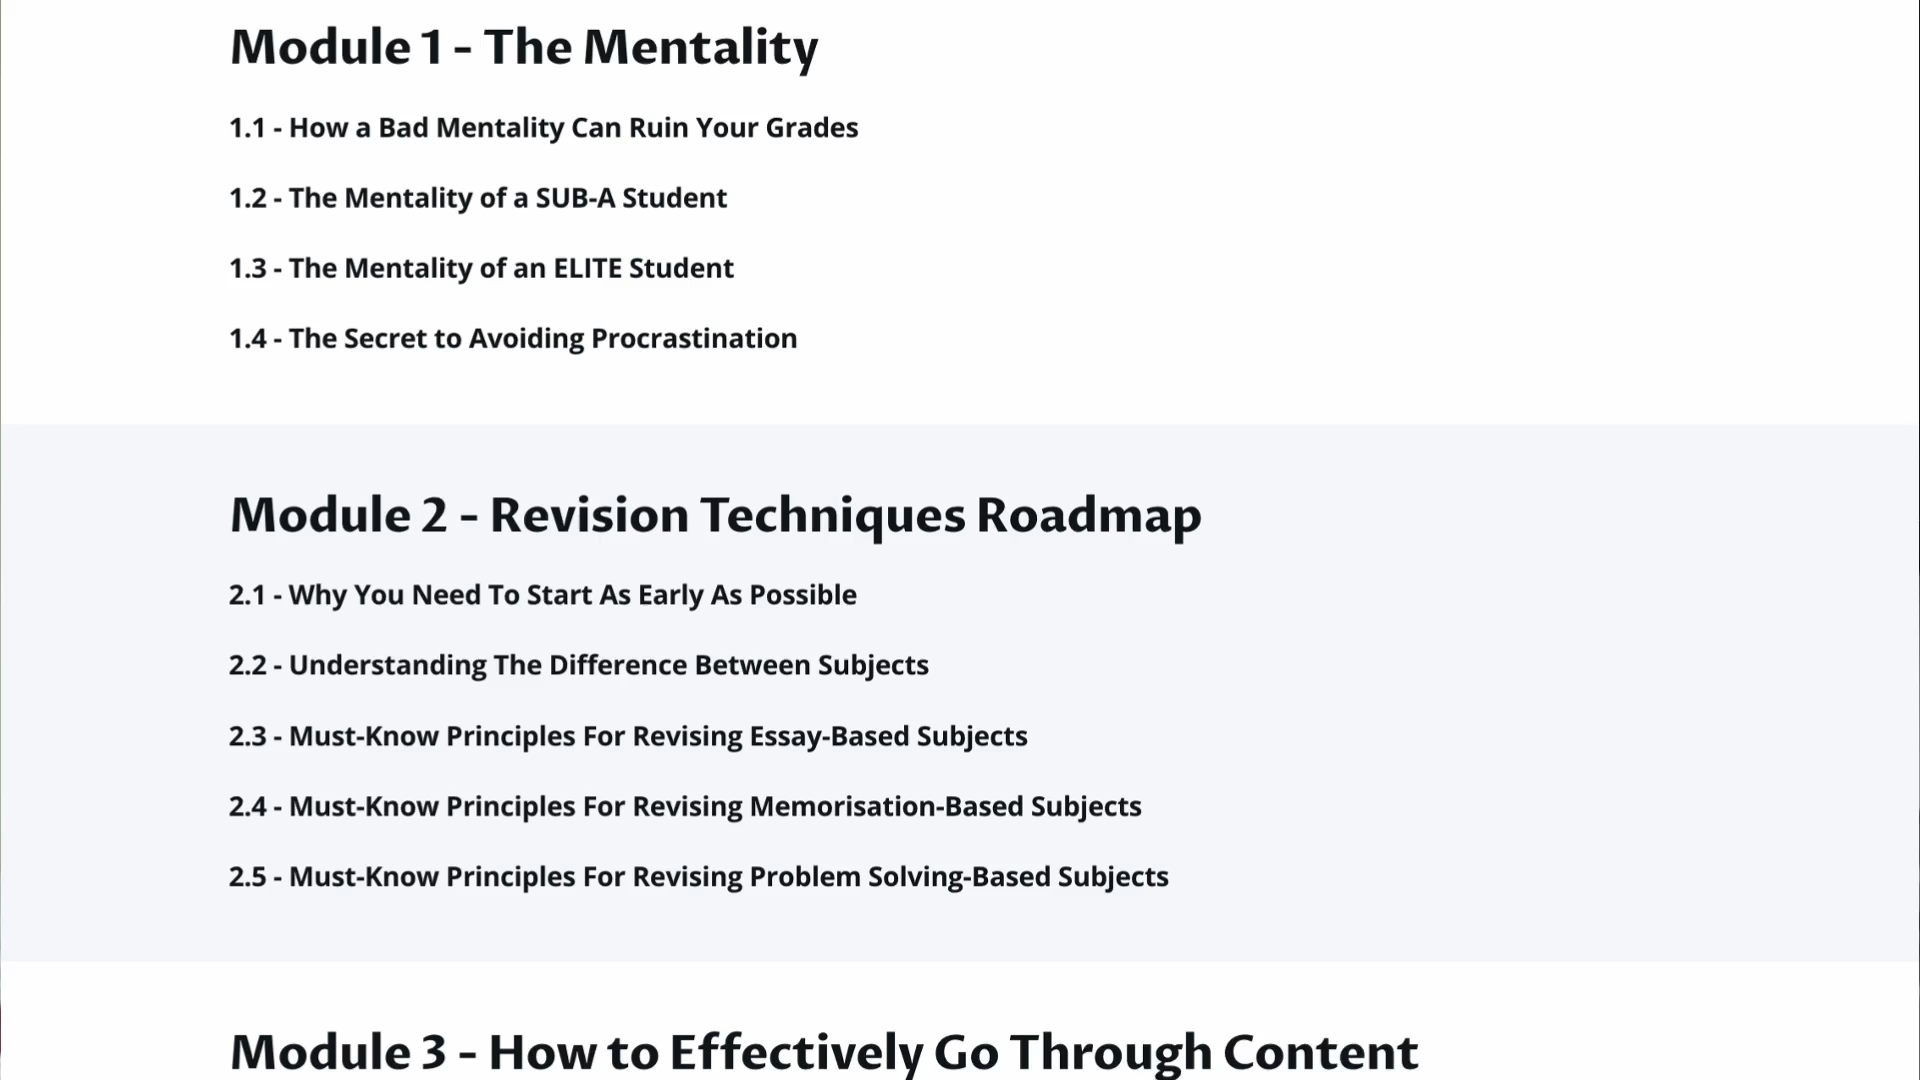 Module 1 - The Mentality
1.1 - How a Bad Mentality Can Ruin Your Grades
1.2 - The Mentality of a SUB-A Student
1.3 - The Mentality of an ELITE Student
1.4 - The Secret to Avoiding Procrastination
Module 2 - Revision Techniques Roadmap
2.1 - Why You Need To Start As Early As Possible
2.2 - Understanding The Difference Between Subjects
2.3 - Must-Know Principles For Revising Essay-Based Subjects
2.4 - Must-Know Principles For Revising Memorisation-Based Subjects
2.5 - Must-Know Principles For Revising Problem Solving-Based Subjects
Module 3 - How to Effectively Go Through Content